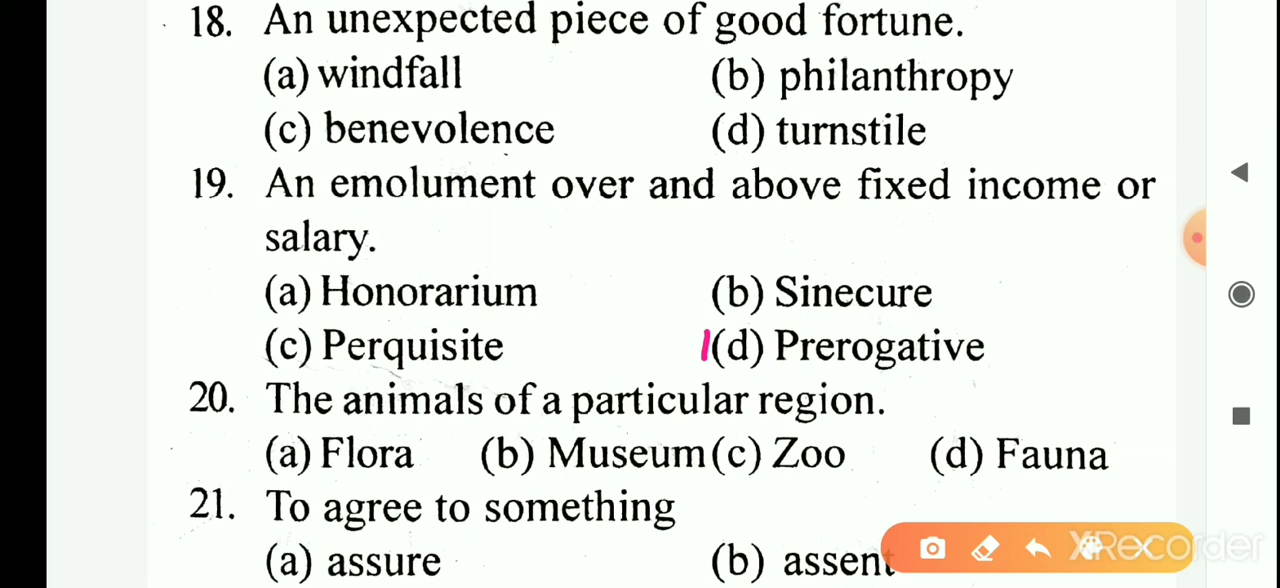 18. An unexpected piece of good fortune.
(a) windfall (b) philanthropy
(c) benevolence (d) turnstile
19. An emolument over and above fixed income or
salary.
(a) Honorarium (b) Sinecure
(c) Perquisite (d) Prerogative
20. The animals of a particular region.
(a) Flora (b) Museum (c) Zoo (d) Fauna
21. To agree to something
(a) assure (b) assent
XRecorder